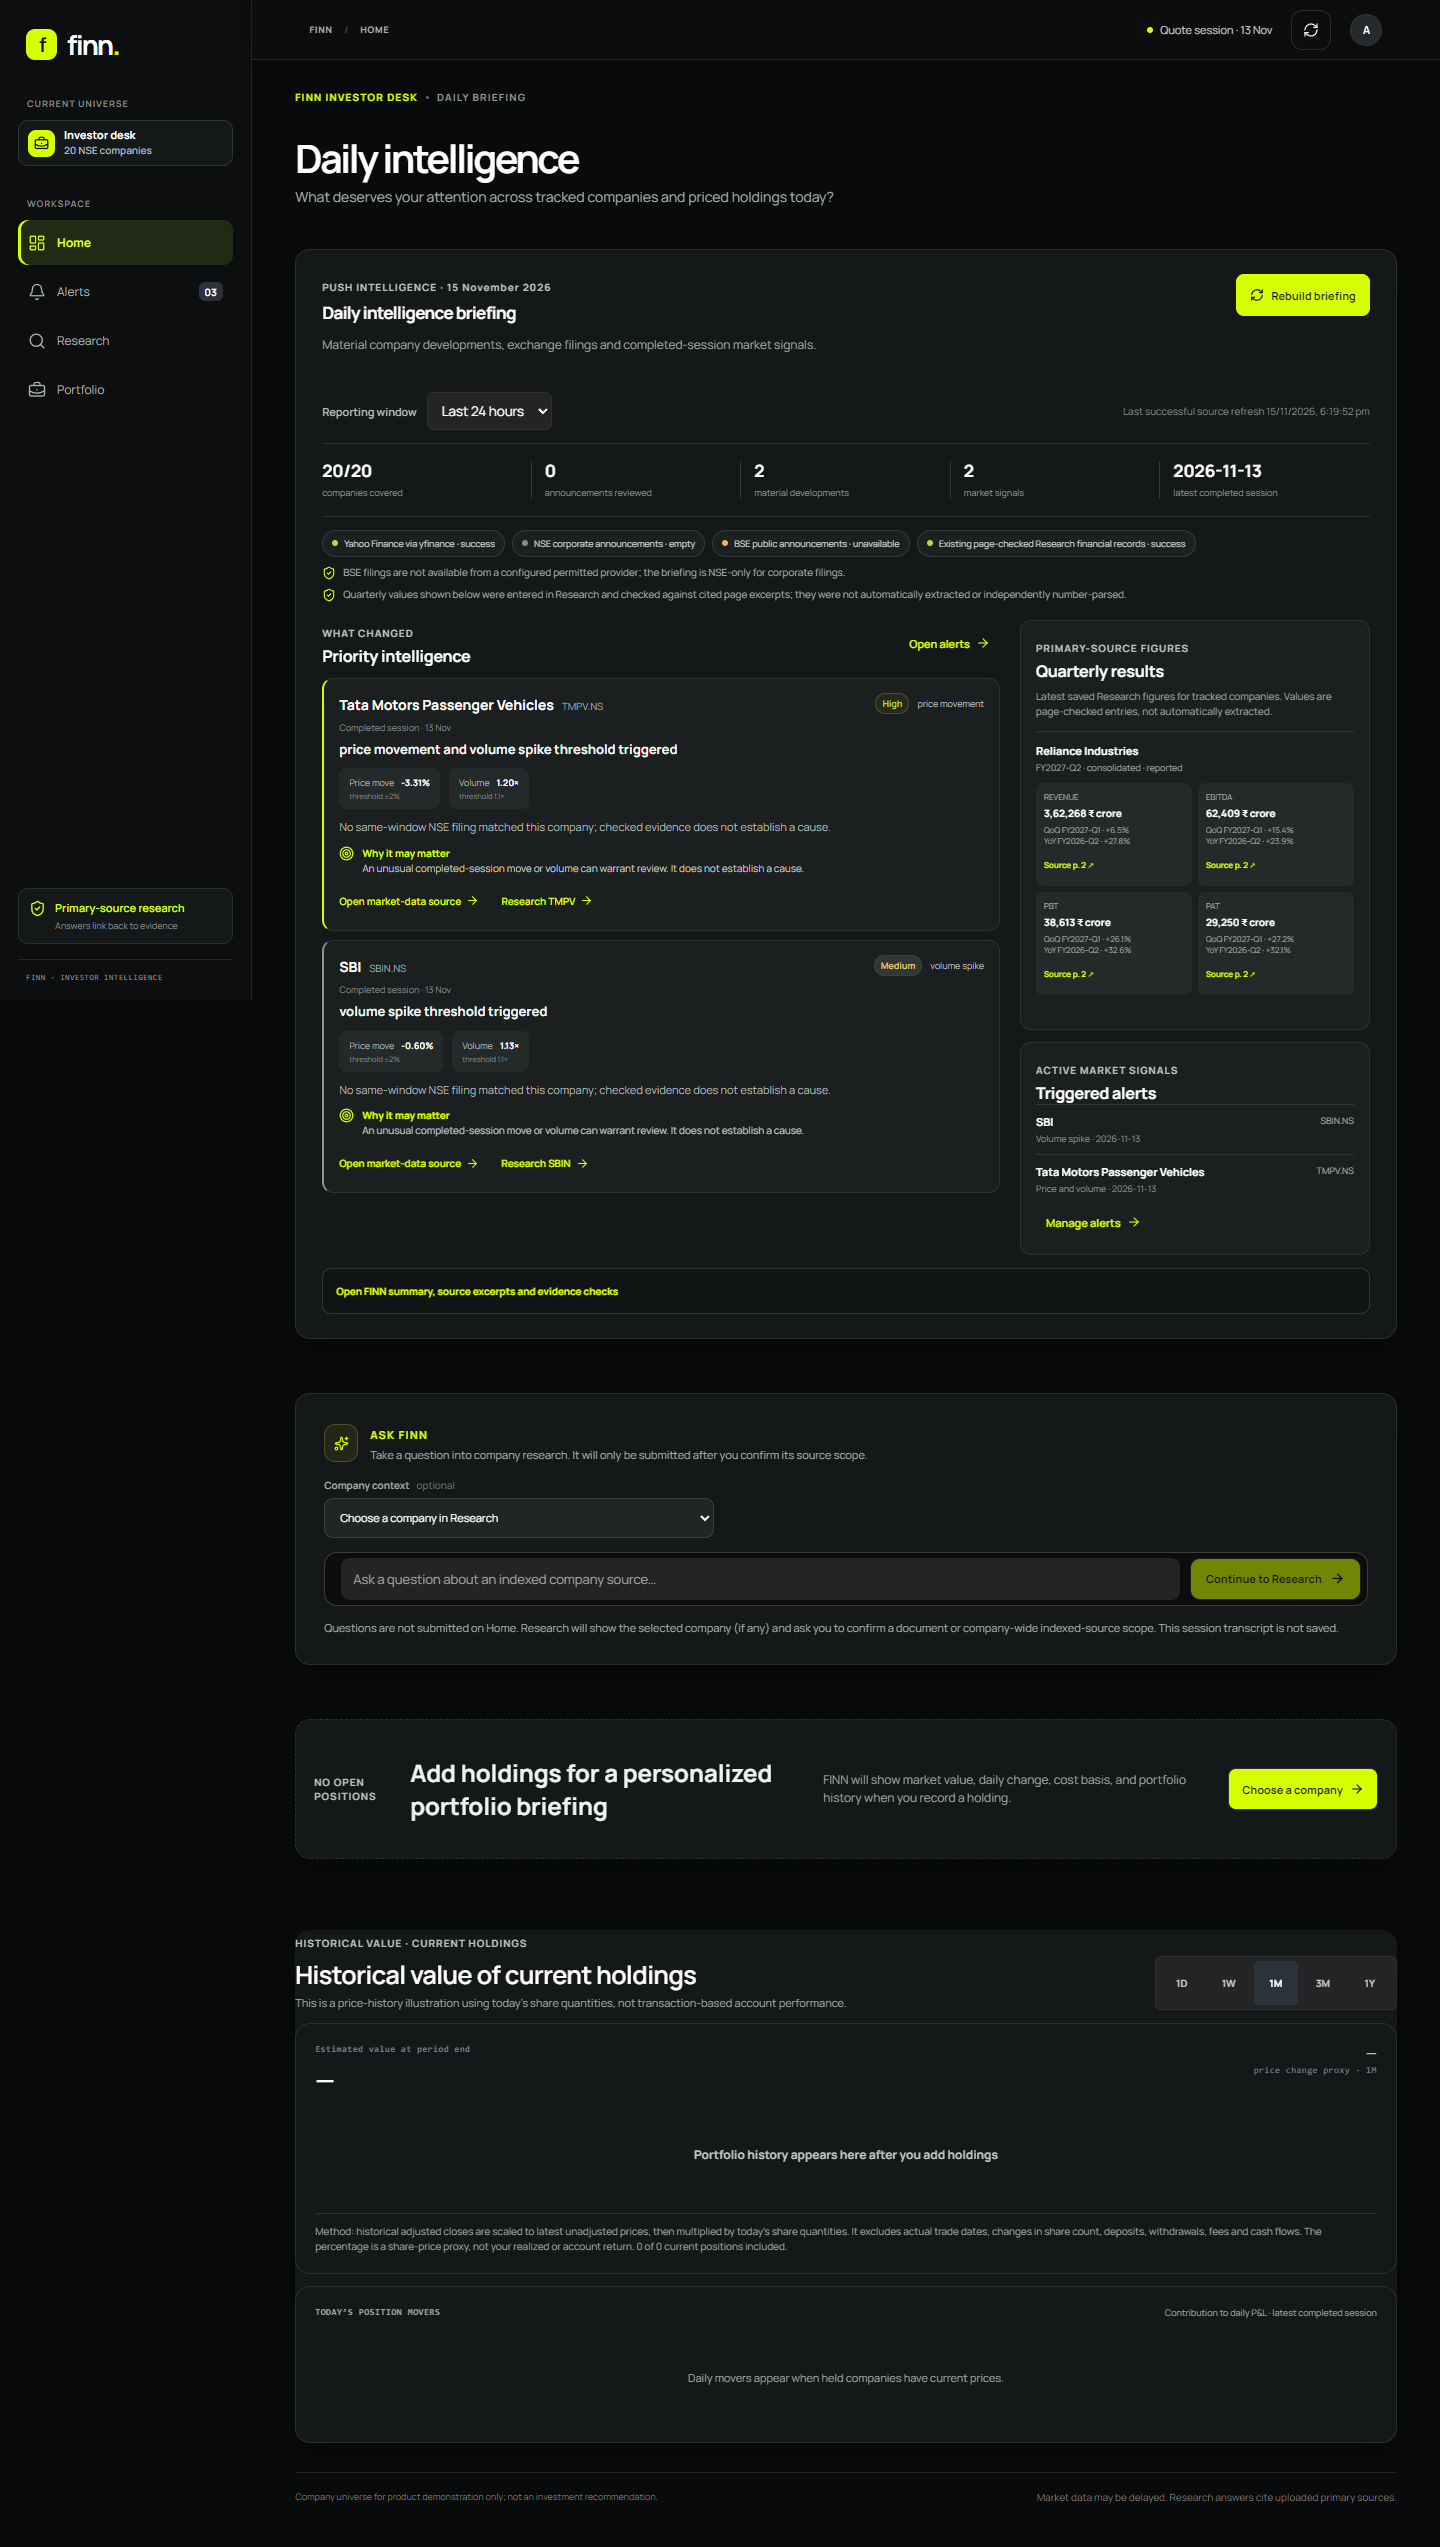 f finn.
CURRENT UNIVERSE
Investor desk
20 NSE companies
WORKSPACE
Home
Alerts 03
Research
Portfolio
Primary-source research
Answers link back to evidence
FINN · INVESTOR INTELLIGENCE
FINN / HOME
Quote session · 13 Nov
A
FINN INVESTOR DESK • DAILY BRIEFING
Daily intelligence
What deserves your attention across tracked companies and priced holdings today?
PUSH INTELLIGENCE · 15 November 2026
Daily intelligence briefing
Material company developments, exchange filings and completed-session market signals.
Rebuild briefing
Reporting window Last 24 hours
Last successful source refresh 15/11/2026, 6:19:52 pm
20/20
companies covered
0
announcements reviewed
2
material developments
2
market signals
2026-11-13
latest completed session
Yahoo Finance via yfinance · success
NSE corporate announcements · empty
BSE public announcements · unavailable
Existing page-checked Research financial records · success
BSE filings are not available from a configured permitted provider; the briefing is NSE-only for corporate filings.
Quarterly values shown below were entered in Research and checked against cited page excerpts; they were not automatically extracted or independently number-parsed.
WHAT CHANGED
Priority intelligence
Open alerts →
Tata Motors Passenger Vehicles TMPV.NS
High price movement
Completed session · 13 Nov
price movement and volume spike threshold triggered
Price move -3.31%
threshold ±2%
Volume 1.20×
threshold 1.1×
No same-window NSE filing matched this company; checked evidence does not establish a cause.
Why it may matter
An unusual completed-session move or volume can warrant review. It does not establish a cause.
Open market-data source → Research TMPV →
SBI SBIN.NS
Medium volume spike
Completed session · 13 Nov
volume spike threshold triggered
Price move -0.60%
threshold ±2%
Volume 1.13×
threshold 1.1×
No same-window NSE filing matched this company; checked evidence does not establish a cause.
Why it may matter
An unusual completed-session move or volume can warrant review. It does not establish a cause.
Open market-data source → Research SBIN →
PRIMARY-SOURCE FIGURES
Quarterly results
Latest saved Research figures for tracked companies. Values are
page-checked entries, not automatically extracted.
Reliance Industries
FY2027-Q2 · consolidated · reported
REVENUE
3,62,268 ₹ crore
QoQ FY2027-Q1 · +6.5%
YoY FY2026-Q2 · +27.8%
Source p. 2 ↗
EBITDA
62,409 ₹ crore
QoQ FY2027-Q1 · +15.4%
YoY FY2026-Q2 · +23.9%
Source p. 2 ↗
PBT
38,613 ₹ crore
QoQ FY2027-Q1 · +26.1%
YoY FY2026-Q2 · +32.6%
Source p. 2 ↗
PAT
29,250 ₹ crore
QoQ FY2027-Q1 · +27.2%
YoY FY2026-Q2 · +32.1%
Source p. 2 ↗
ACTIVE MARKET SIGNALS
Triggered alerts
SBI SBIN.NS
Volume spike · 2026-11-13
Tata Motors Passenger Vehicles TMPV.NS
Price and volume · 2026-11-13
Manage alerts →
Open FINN summary, source excerpts and evidence checks
ASK FINN
Take a question into company research. It will only be submitted after you confirm its source scope.
Company context optional
Choose a company in Research
Ask a question about an indexed company source...
Continue to Research →
Questions are not submitted on Home. Research will show the selected company (if any) and ask you to confirm a document or company-wide indexed-source scope. This session transcript is not saved.
NO OPEN
POSITIONS
Add holdings for a personalized
portfolio briefing
FINN will show market value, daily change, cost basis, and portfolio
history when you record a holding.
Choose a company →
HISTORICAL VALUE · CURRENT HOLDINGS
Historical value of current holdings
This is a price-history illustration using today's share quantities, not transaction-based account performance.
1D 1W 1M 3M 1Y
Estimated value at period end
—
—
price change proxy · 1M
Portfolio history appears here after you add holdings
Method: historical adjusted closes are scaled to latest unadjusted prices, then multiplied by today's share quantities. It excludes actual trade dates, changes in share count, deposits, withdrawals, fees and cash flows. The
percentage is a share-price proxy, not your realized or account return. 0 of 0 current positions included.
TODAY'S POSITION MOVERS
Contribution to daily P&L · latest completed session
Daily movers appear when held companies have current prices.
Company universe for product demonstration only; not an investment recommendation.
Market data may be delayed. Research answers cite uploaded primary sources.